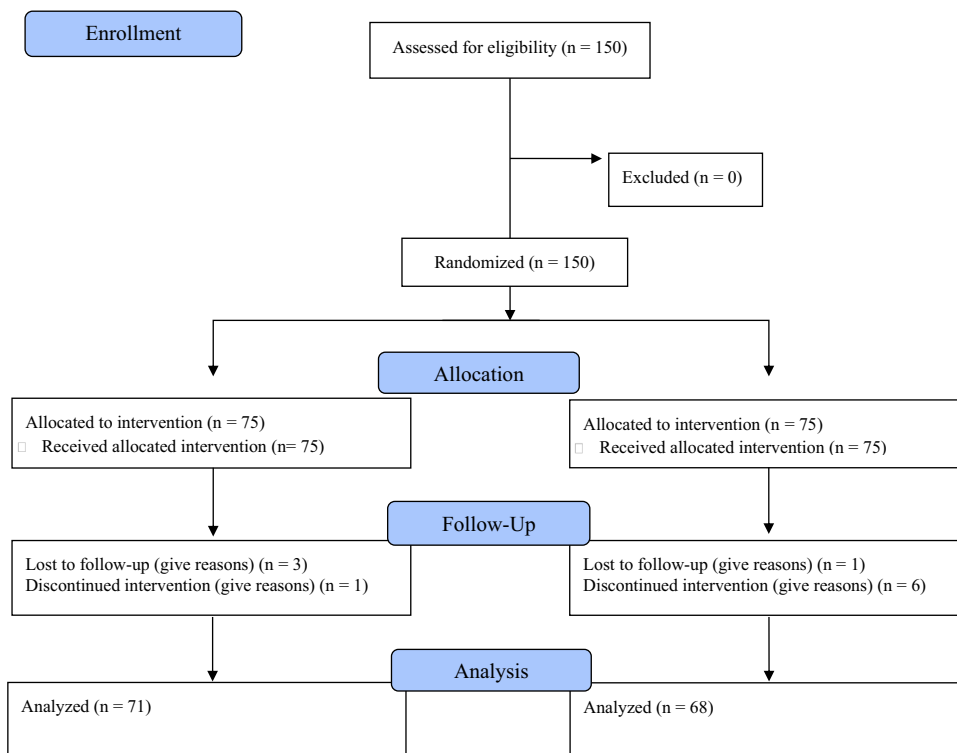 Enrollment
Assessed for eligibility (n = 150)
Excluded (n = 0)
Randomized (n = 150)
Allocation
Allocated to intervention (n = 75)
□ Received allocated intervention (n= 75)
Allocated to intervention (n = 75)
□ Received allocated intervention (n = 75)
Follow-Up
Lost to follow-up (give reasons) (n = 3)
Discontinued intervention (give reasons) (n = 1)
Lost to follow-up (give reasons) (n = 1)
Discontinued intervention (give reasons) (n = 6)
Analysis
Analyzed (n = 71)
Analyzed (n = 68)